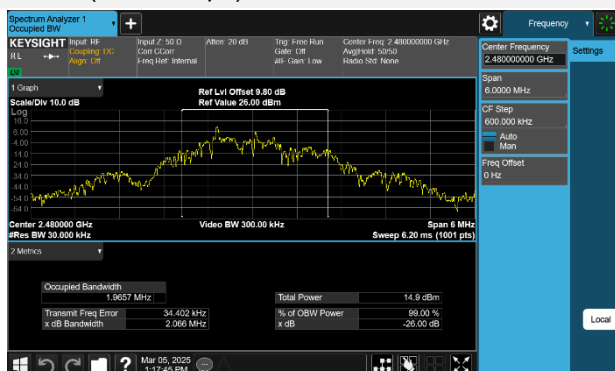 Spectrum Analyzer 1
Occupied BW
Frequency
KEYSIGHT
RL
Input: RF
Coupling: DC
Align: Off
Input Z: 50 Ω
Corr CCorr
Freq Ref: Internal
Atten: 20 dB
Trig: Free Run
Gate: Off
#IF Gain: Low
Center Freq: 2.480000000 GHz
Avg|Hold: 50/50
Radio Std: None
LW
Center Frequency
2.480000000 GHz
Settings
Span
6.0000 MHz
CF Step
600.000 kHz
Auto
Man
Freq Offset
0 Hz
Local
1 Graph
Scale/Div 10.0 dB
Ref Lvl Offset 9.80 dB
Ref Value 26.00 dBm
Log
16.0
6.00
-4.00
-14.0
-24.0
-34.0
-44.0
-54.0
-64.0
Center 2.480000 GHz
#Res BW 30.000 kHz
Video BW 300.00 kHz
Span 6 MHz
Sweep 6.20 ms (1001 pts)
2 Metrics
Occupied Bandwidth
1.9657 MHz
Total Power 14.9 dBm
Transmit Freq Error 34.402 kHz
% of OBW Power 99.00 %
x dB Bandwidth 2.066 MHz
x dB -26.00 dB
?
Mar 05, 2025
1:17:45 PM